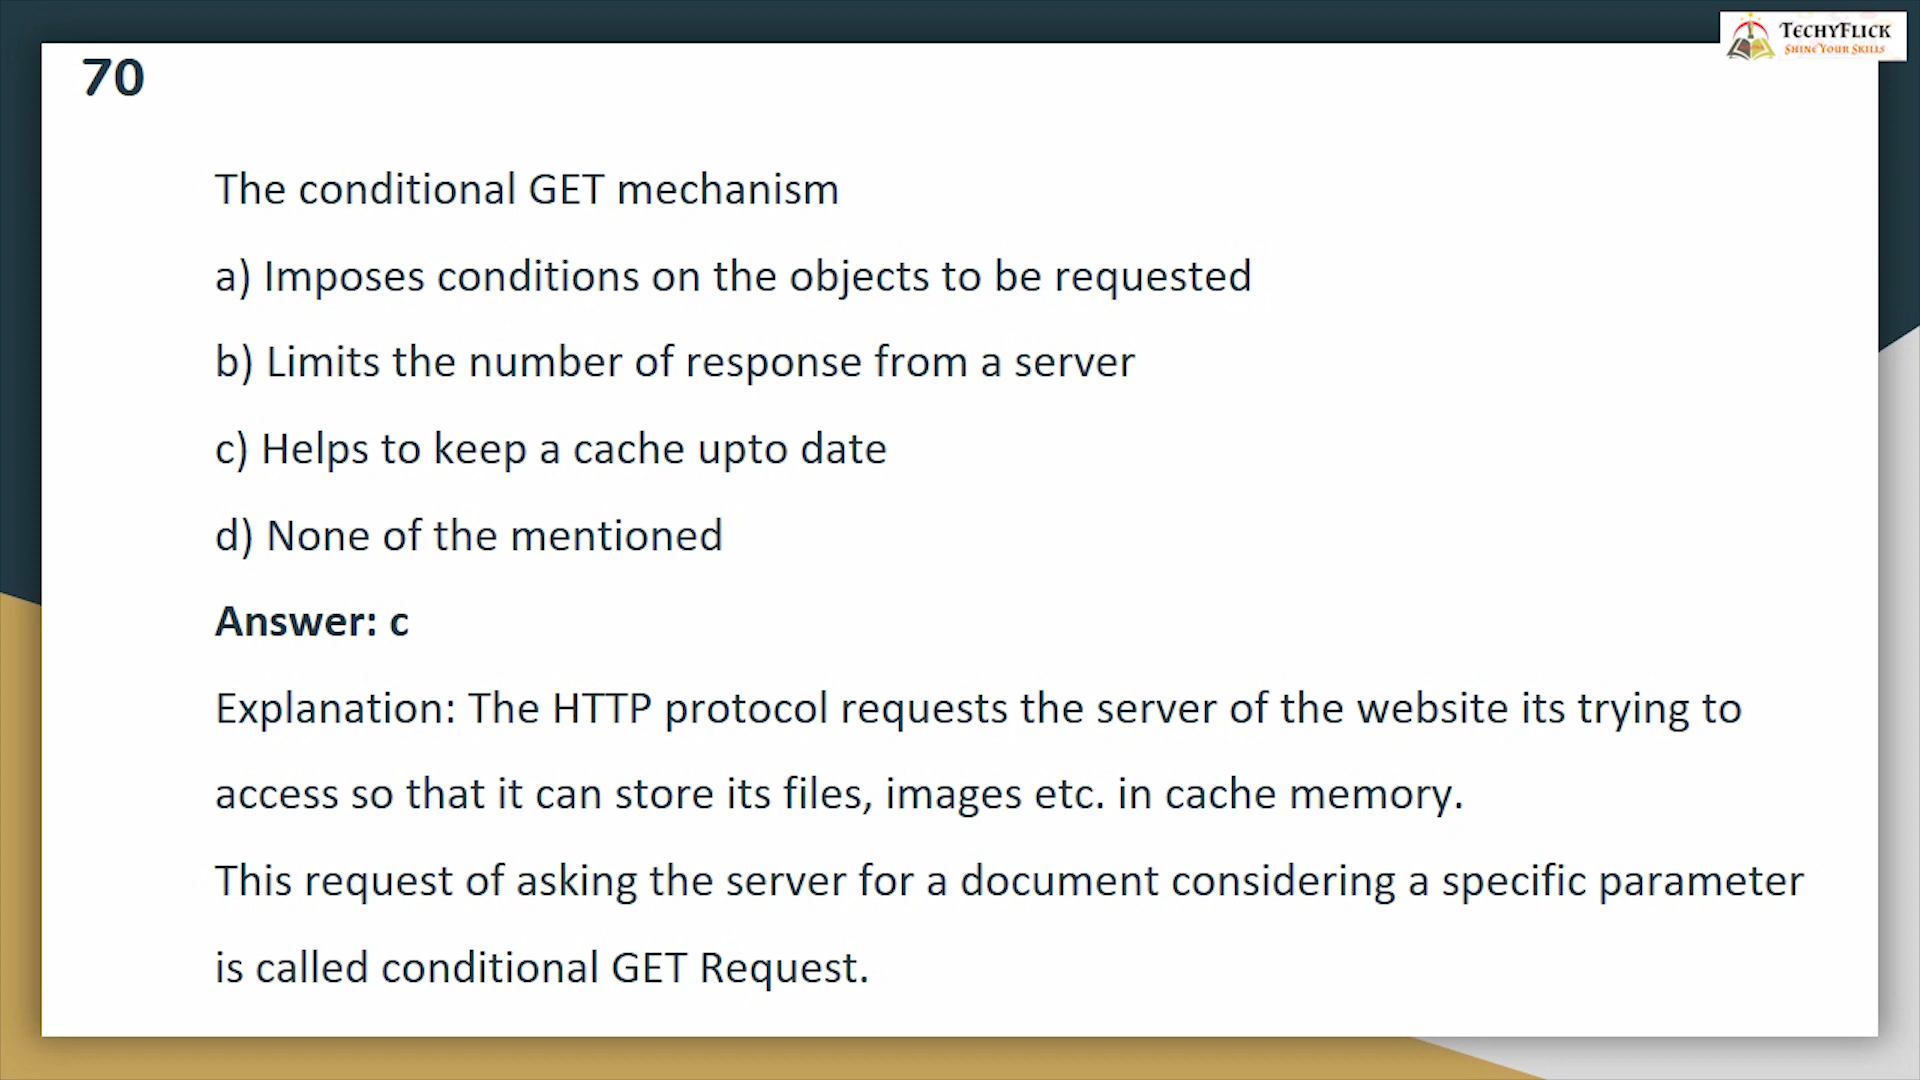 TECHYFLICK
SHINE YOUR SKILLS
70
The conditional GET mechanism
a) Imposes conditions on the objects to be requested
b) Limits the number of response from a server
c) Helps to keep a cache upto date
d) None of the mentioned
Answer: c
Explanation: The HTTP protocol requests the server of the website its trying to
access so that it can store its files, images etc. in cache memory.
This request of asking the server for a document considering a specific parameter
is called conditional GET Request.